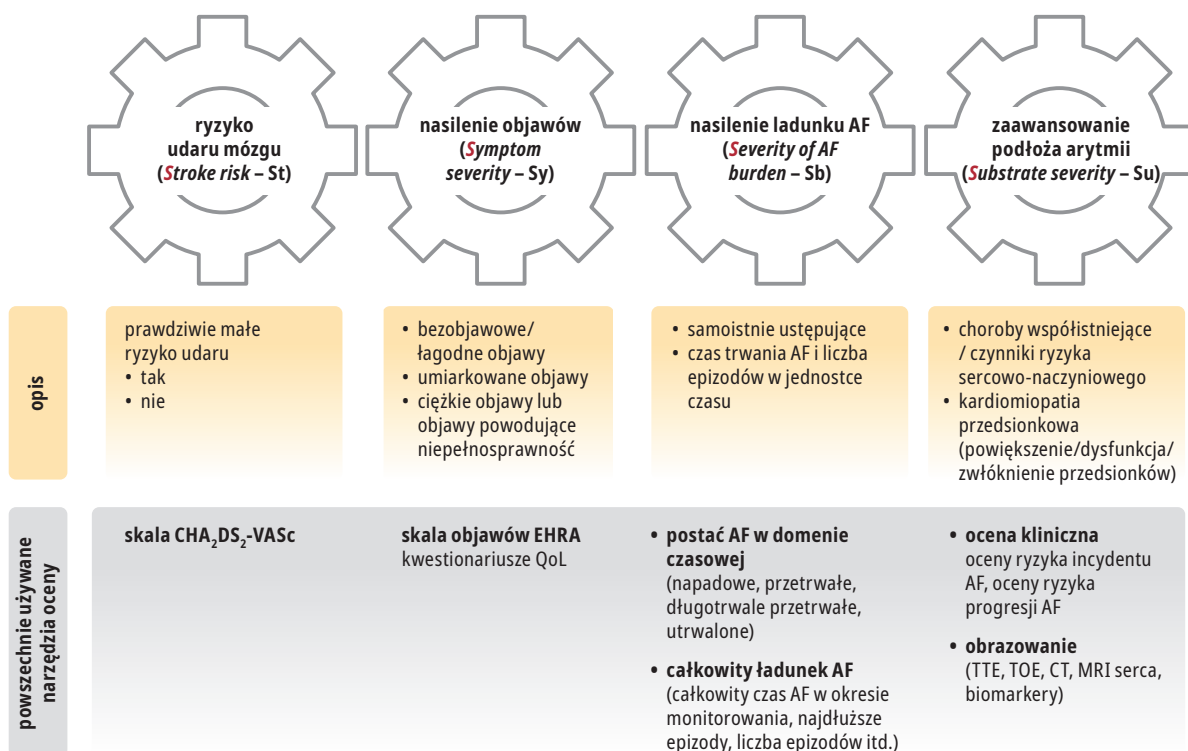 ryzyko
udaru mózgu
(Stroke risk – St)
nasilenie objawów
(Symptom
severity – Sy)
nasilenie ladunku AF
(Severity of AF
burden – Sb)
zaawansowanie
podłoża arytmii
(Substrate severity – Su)
opis
prawdziwie małe
ryzyko udaru
• tak
• nie
• bezobjawowe/
łagodne objawy
• umiarkowane objawy
• ciężkie objawy lub
objawy powodujące
niepełnosprawność
• samoistnie ustępujące
• czas trwania AF i liczba
epizodów w jednostce
czasu
• choroby współistniejące
/ czynniki ryzyka
sercowo-naczyniowego
• kardiomiopatia
przedsionkowa
(powiększenie/dysfunkcja/
zwłóknienie przedsionków)
powszechnie używane
narzędzia oceny
skala CHA₂DS₂-VASc
skala objawów EHRA
kwestionariusze QoL
• postać AF w domenie
czasowej
(napadowe, przetrwałe,
długotrwale przetrwałe,
utrwalone)
• całkowity ładunek AF
(całkowity czas AF w okresie
monitorowania, najdłuższe
epizody, liczba epizodów itd.)
• ocena kliniczna
oceny ryzyka incydentu
AF, oceny ryzyka
progresji AF
• obrazowanie
(TTE, TOE, CT, MRI serca,
biomarkery)